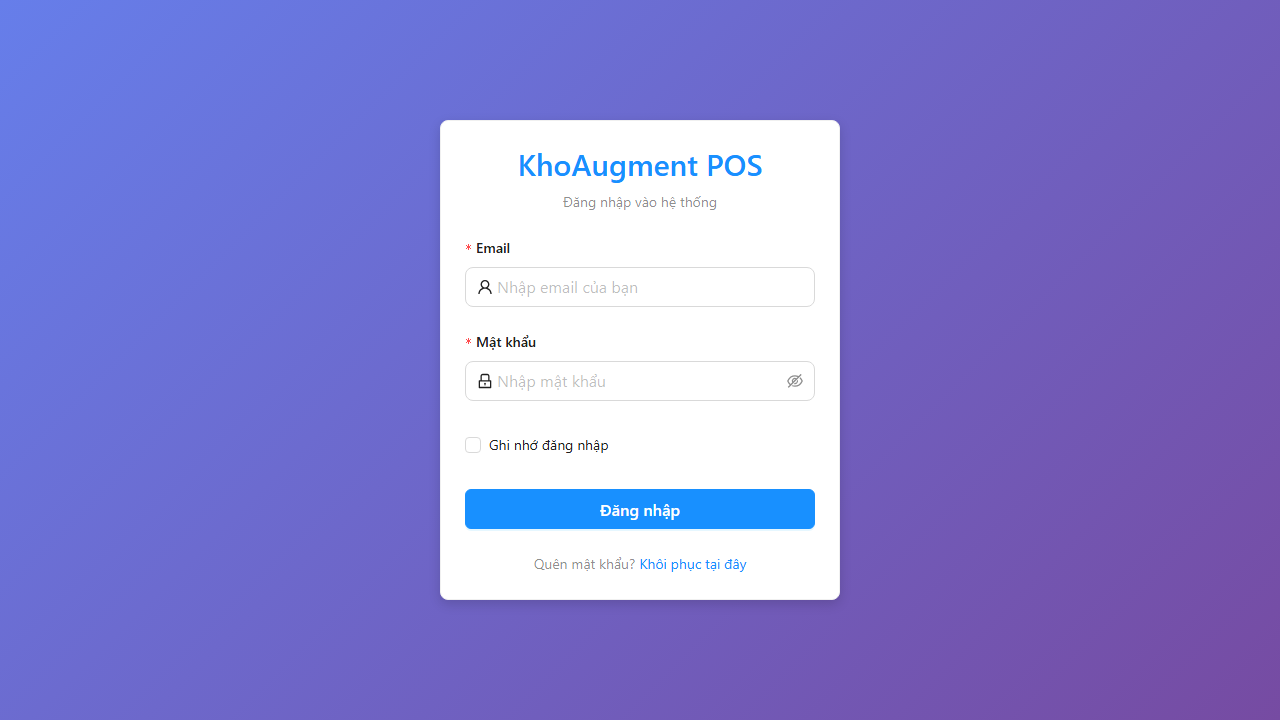 KhoAugment POS
Đăng nhập vào hệ thống
* Email
Nhập email của bạn
* Mật khẩu
Nhập mật khẩu
Ghi nhớ đăng nhập
Đăng nhập
Quên mật khẩu? Khôi phục tại đây